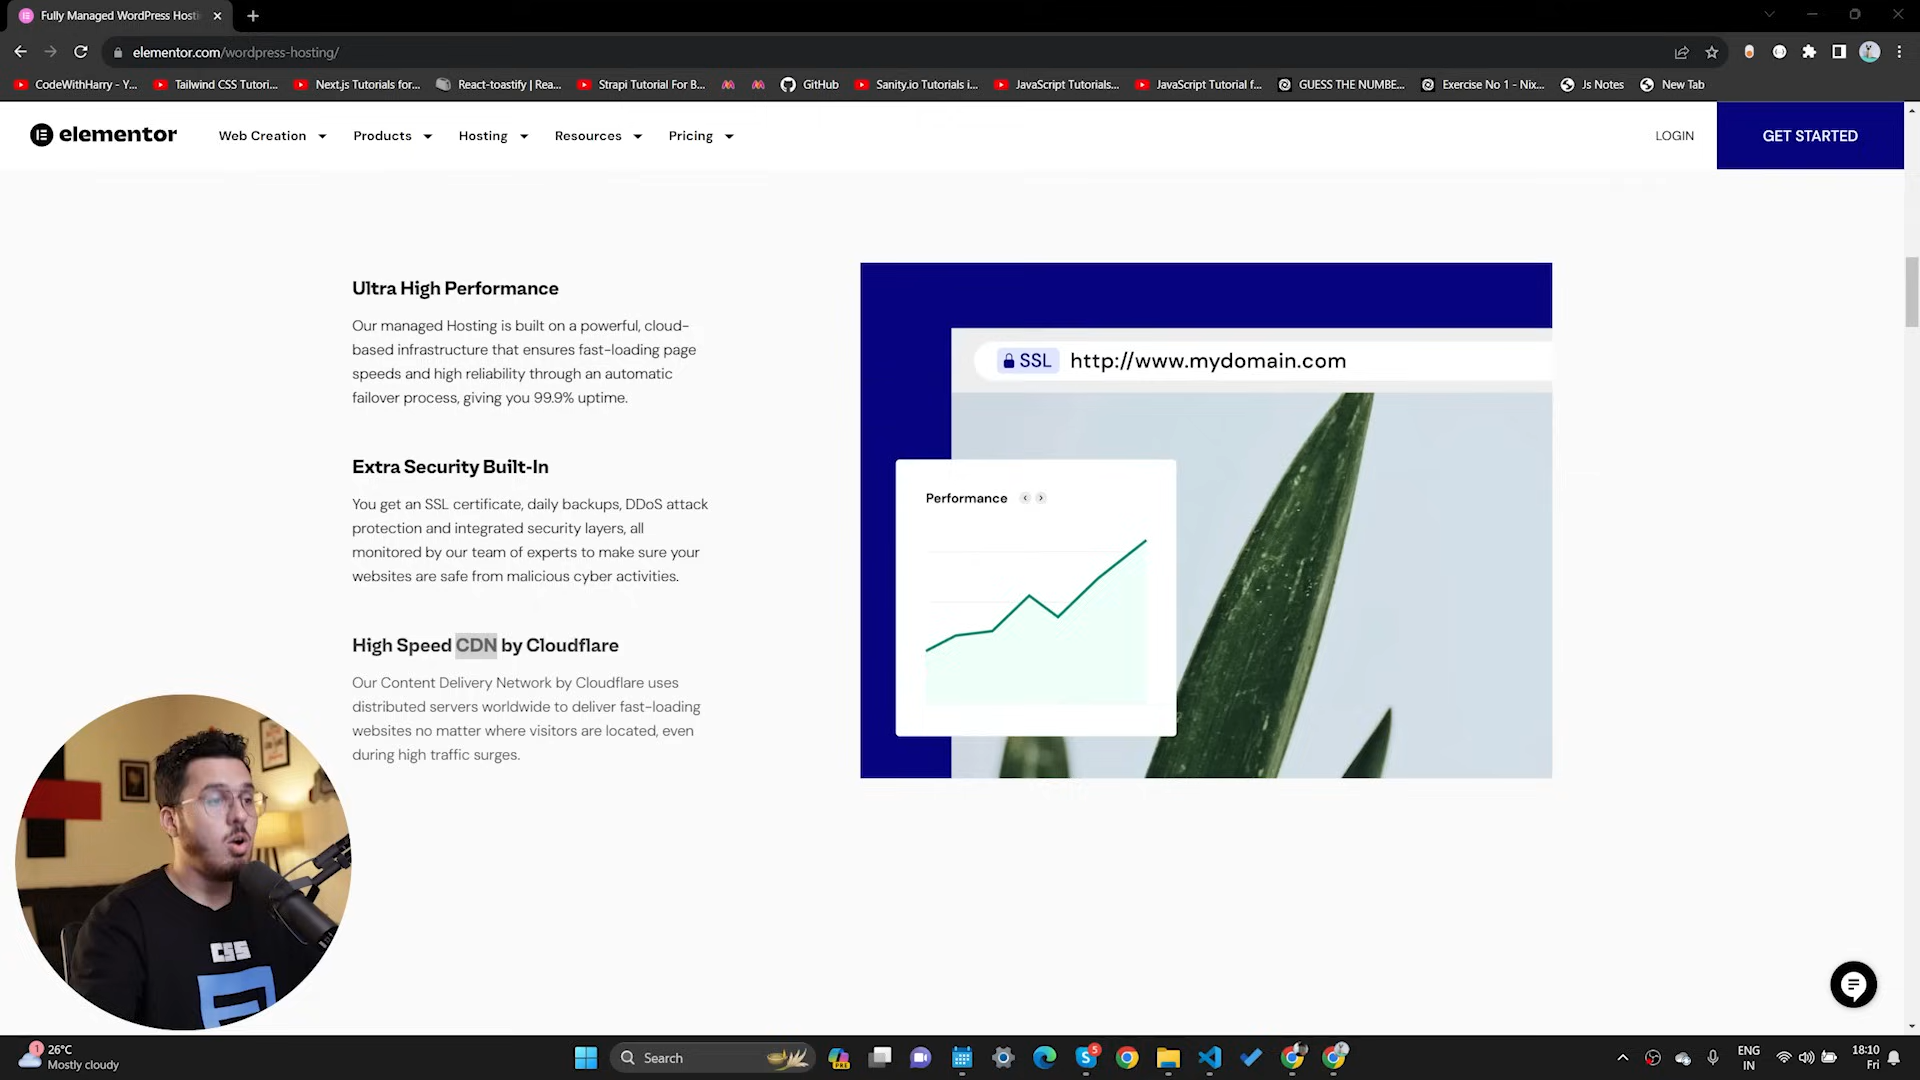 Fully Managed WordPress Hosti
elementor.com/wordpress-hosting/
CodeWithHarry - Y...
Tailwind CSS Tutori...
Next.js Tutorials for...
React-toastify | Rea...
Strapi Tutorial For B...
GitHub
Sanity.io Tutorials i...
JavaScript Tutorials...
JavaScript Tutorial f...
GUESS THE NUMBE...
Exercise No 1 - Nix...
Js Notes
New Tab
elementor
Web Creation
Products
Hosting
Resources
Pricing
LOGIN
GET STARTED
Ultra High Performance
Our managed Hosting is built on a powerful, cloud-
based infrastructure that ensures fast-loading page
speeds and high reliability through an automatic
failover process, giving you 99.9% uptime.
Extra Security Built-In
You get an SSL certificate, daily backups, DDoS attack
protection and integrated security layers, all
monitored by our team of experts to make sure your
websites are safe from malicious cyber activities.
High Speed CDN by Cloudflare
Our Content Delivery Network by Cloudflare uses
distributed servers worldwide to deliver fast-loading
websites no matter where visitors are located, even
during high traffic surges.
SSL http://www.mydomain.com
Performance
CSS
1
26°C
Mostly cloudy
Search
PRE
5
ENG
IN
18:10
Fri